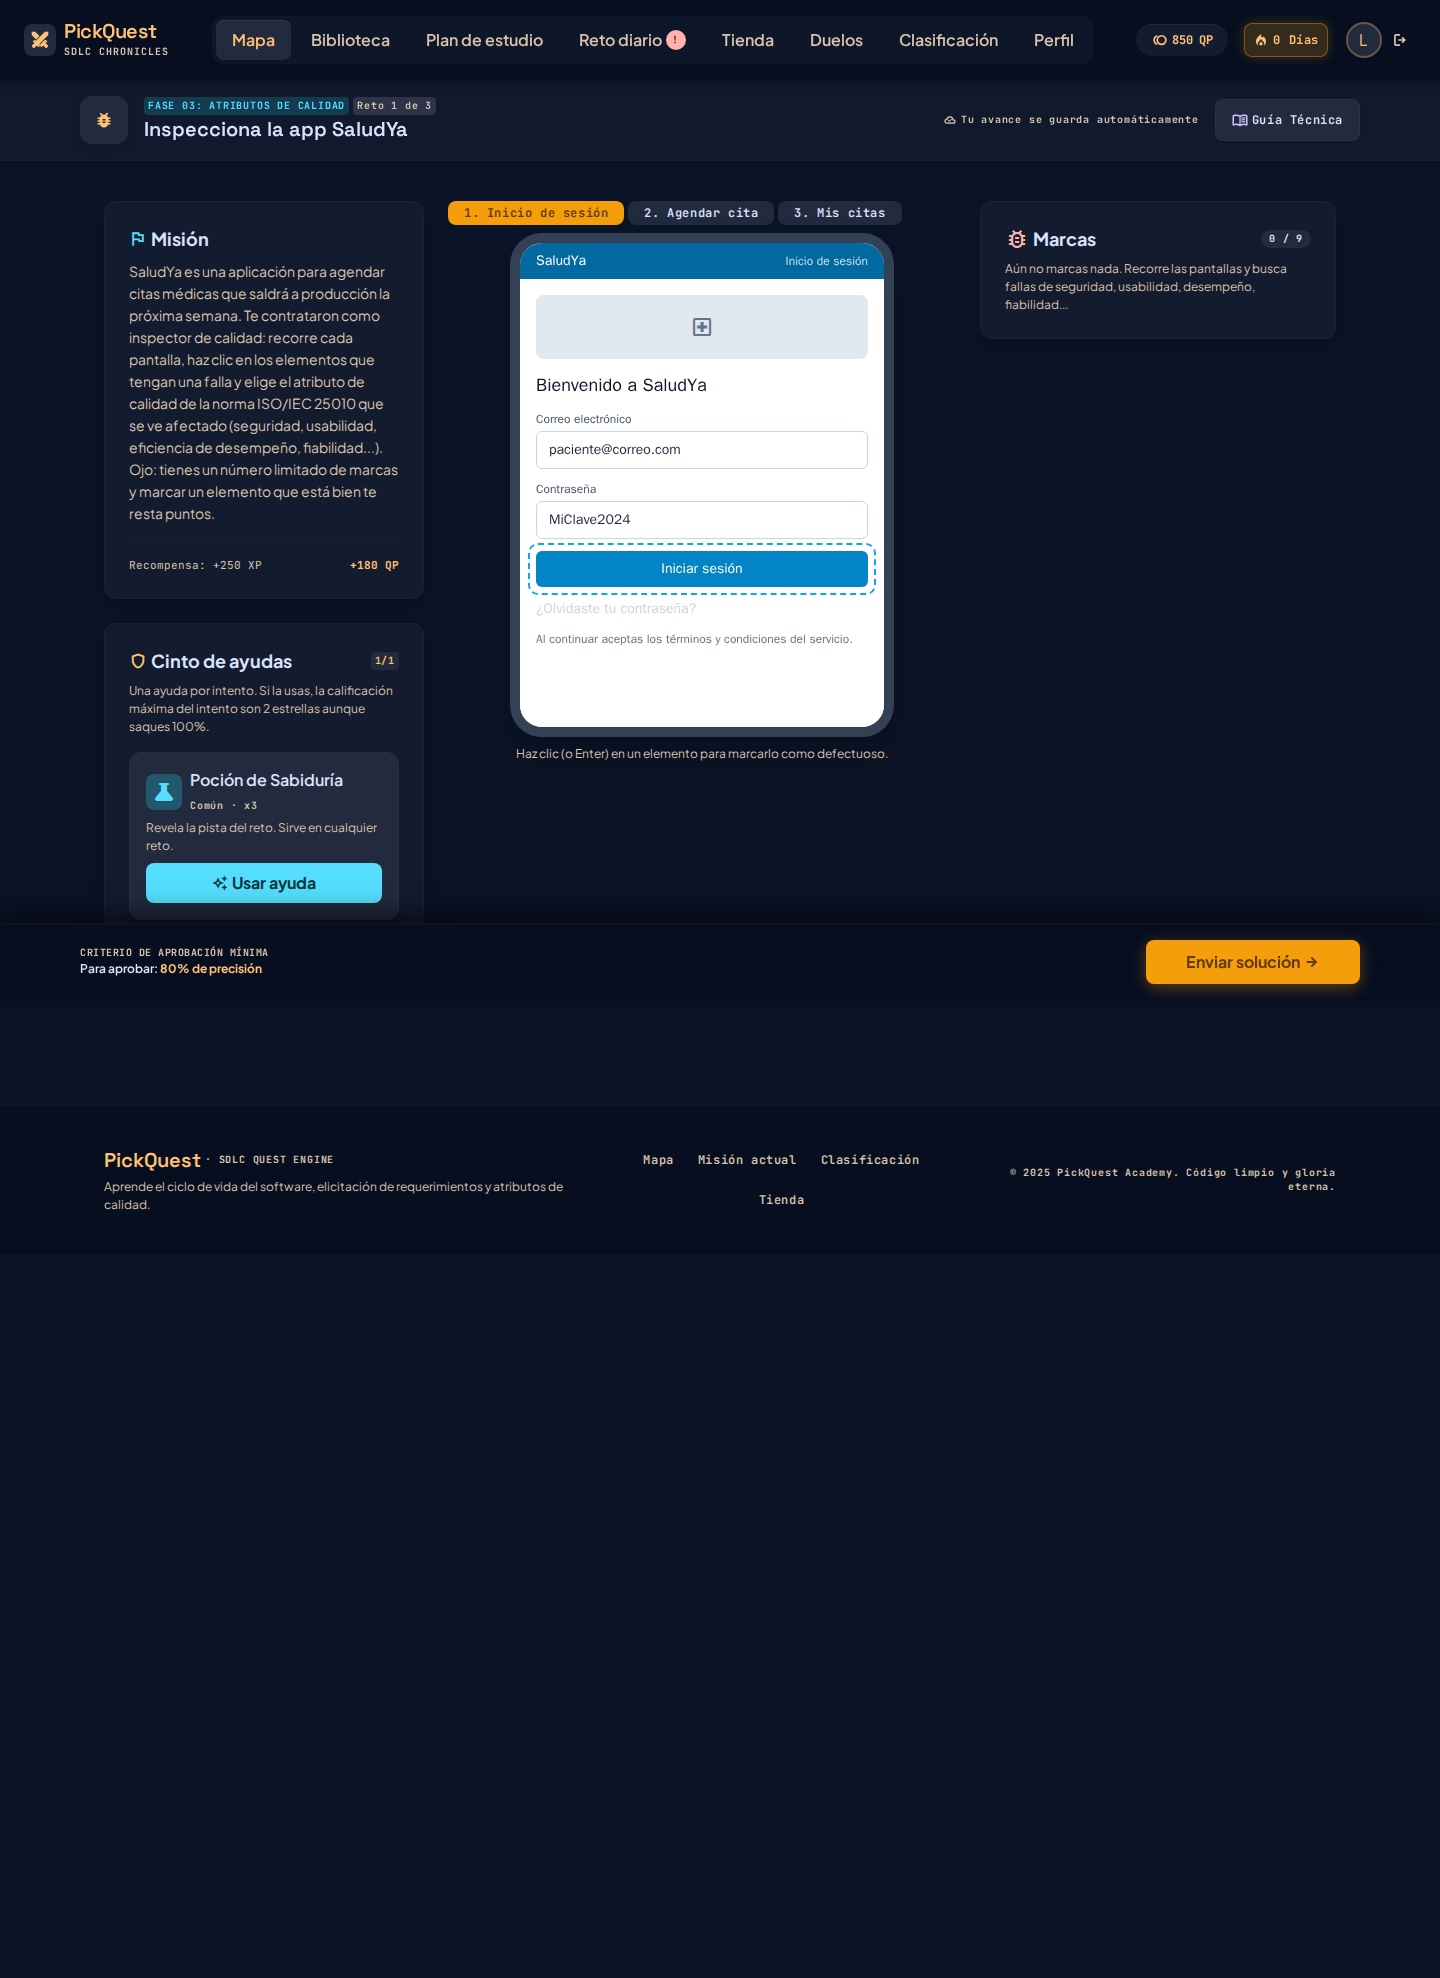 PickQuest
SDLC CHRONICLES
Mapa
Biblioteca
Plan de estudio
Reto diario !
Tienda
Duelos
Clasificación
Perfil
850 QP
0 Días
L
FASE 03: ATRIBUTOS DE CALIDAD
Reto 1 de 3
Inspecciona la app SaludYa
Tu avance se guarda automáticamente
Guía Técnica
Misión
SaludYa es una aplicación para agendar
citas médicas que saldrá a producción la
próxima semana. Te contrataron como
inspector de calidad: recorre cada
pantalla, haz clic en los elementos que
tengan una falla y elige el atributo de
calidad de la norma ISO/IEC 25010 que
se ve afectado (seguridad, usabilidad,
eficiencia de desempeño, fiabilidad...).
Ojo: tienes un número limitado de marcas
y marcar un elemento que está bien te
resta puntos.
Recompensa: +250 XP
+180 QP
Cinto de ayudas
1/1
Una ayuda por intento. Si la usas, la calificación
máxima del intento son 2 estrellas aunque
saques 100%.
Poción de Sabiduría
Común · x3
Revela la pista del reto. Sirve en cualquier
reto.
Usar ayuda
1. Inicio de sesión
2. Agendar cita
3. Mis citas
SaludYa
Inicio de sesión
Bienvenido a SaludYa
Correo electrónico
paciente@correo.com
Contraseña
MiClave2024
Iniciar sesión
¿Olvidaste tu contraseña?
Al continuar aceptas los términos y condiciones del servicio.
Haz clic (o Enter) en un elemento para marcarlo como defectuoso.
Marcas
0 / 9
Aún no marcas nada. Recorre las pantallas y busca
fallas de seguridad, usabilidad, desempeño,
fiabilidad...
CRITERIO DE APROBACIÓN MÍNIMA
Para aprobar: 80% de precisión
Enviar solución →
PickQuest · SDLC QUEST ENGINE
Aprende el ciclo de vida del software, elicitación de requerimientos y atributos de
calidad.
Mapa
Misión actual
Clasificación
Tienda
© 2025 PickQuest Academy. Código limpio y gloria
eterna.